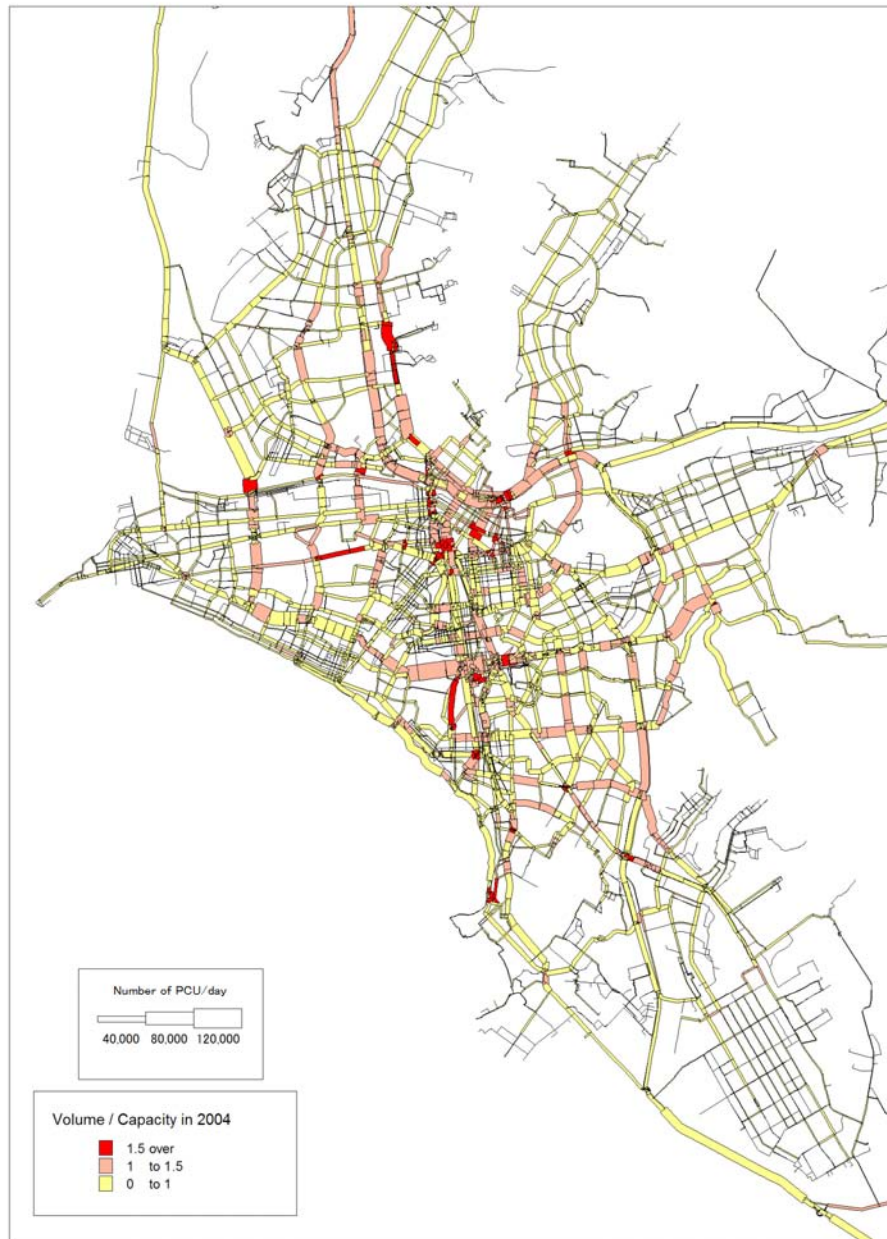 Number of PCU/day
40,000 80,000 120,000
Volume / Capacity in 2004
1.5 over
1 to 1.5
0 to 1